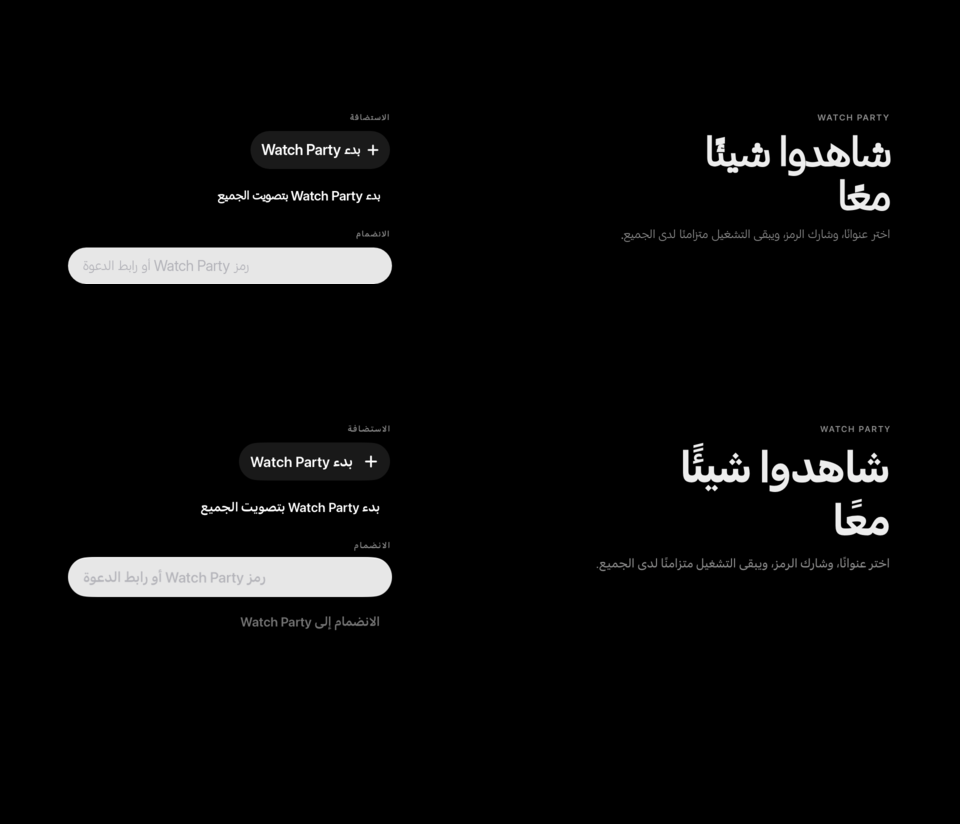 WATCH PARTY
شاهدوا شيئًا
معًا
اختر عنوانًا، وشارك الرمز، ويبقى التشغيل متزامنًا لدى الجميع.
الاستضافة
+ بدء Watch Party
بدء Watch Party بتصويت الجميع
الانضمام
رمز Watch Party أو رابط الدعوة
WATCH PARTY
شاهدوا شيئًا
معًا
اختر عنوانًا، وشارك الرمز، ويبقى التشغيل متزامنًا لدى الجميع.
الاستضافة
+ بدء Watch Party
بدء Watch Party بتصويت الجميع
الانضمام
رمز Watch Party أو رابط الدعوة
الانضمام إلى Watch Party